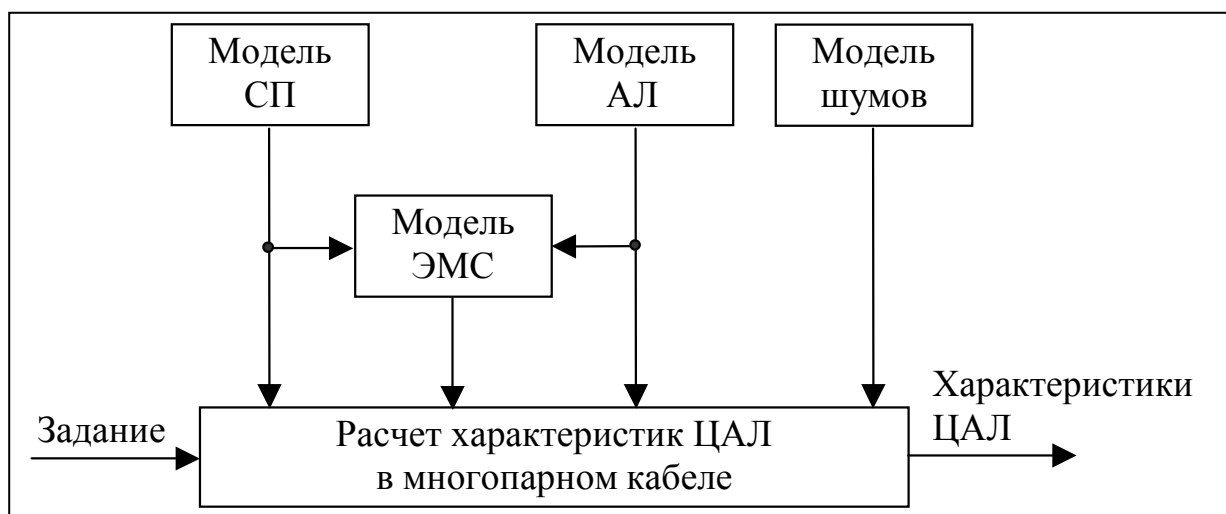 Модель
СП
Модель
АЛ
Модель
шумов
Модель
ЭМС
Задание
Расчет характеристик ЦАЛ
в многопарном кабеле
Характеристики
ЦАЛ